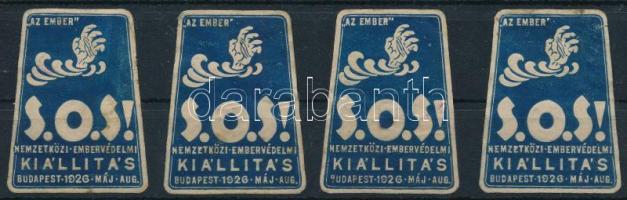 „AZ EMBER" „AZ EMBER" „AZ EMBER" „AZ EMBER"
S.O.S! S.O.S! S.O.S! S.O.S!
NEMZETKÖZI·EMBERVÉDELMI NEMZETKÖZI·EMBERVÉDELMI NEMZETKÖZI·EMBERVÉDELMI NEMZETKÖZI·EMBERVÉDELMI
KIÁLLITÁS KIÁLLITÁS KIÁLLITÁS KIÁLLITÁS
BUDAPEST·1926·MÁJ·AUG. BUDAPEST·1926·MÁJ·AUG. BUDAPEST·1926·MÁJ·AUG. BUDAPEST·1926·MÁJ·AUG.
darabanth.com